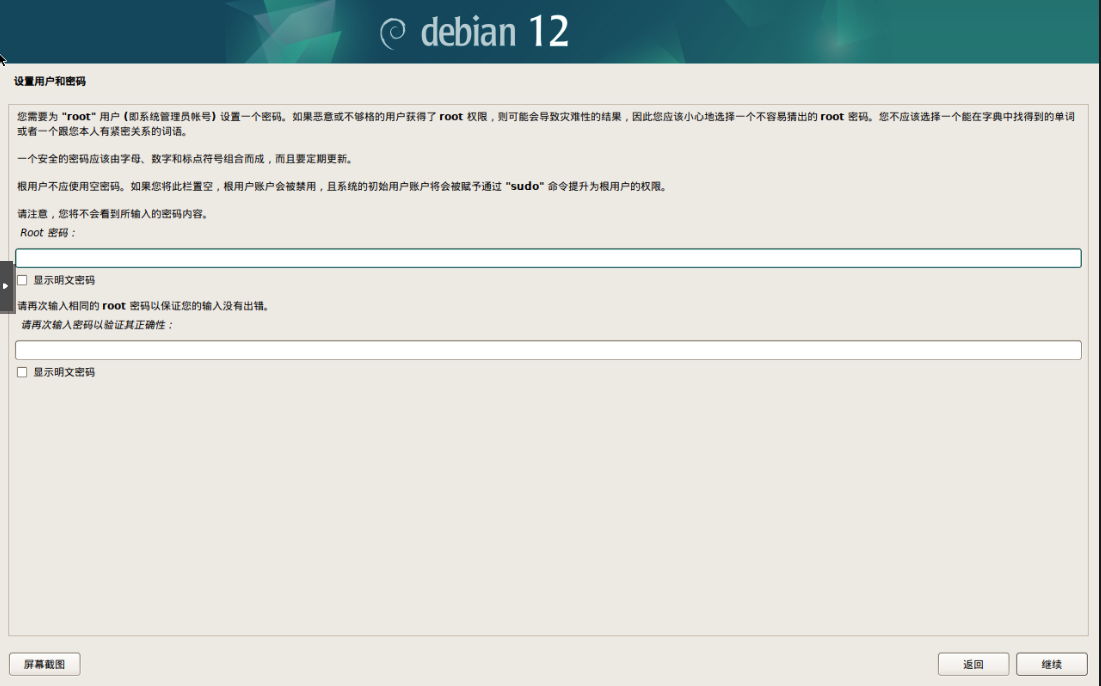 debian 12
设置用户和密码
您需要为 "root" 用户 (即系统管理员帐号) 设置一个密码。如果恶意或不够格的用户获得了 root 权限，则可能会导致灾难性的结果，因此您应该小心地选择一个不容易猜出的 root 密码。您不应该选择一个能在字典中找得到的单词
或者一个跟您本人有紧密关系的词语。
一个安全的密码应该由字母、数字和标点符号组合而成，而且要定期更新。
根用户不应使用空密码。如果您将此栏置空，根用户账户会被禁用，且系统的初始用户账户将会被赋予通过 "sudo" 命令提升为根用户的权限。
请注意，您将不会看到所输入的密码内容。
Root 密码：
显示明文密码
请再次输入相同的 root 密码以保证您的输入没有出错。
请再次输入密码以验证其正确性：
显示明文密码
屏幕截图
返回
继续